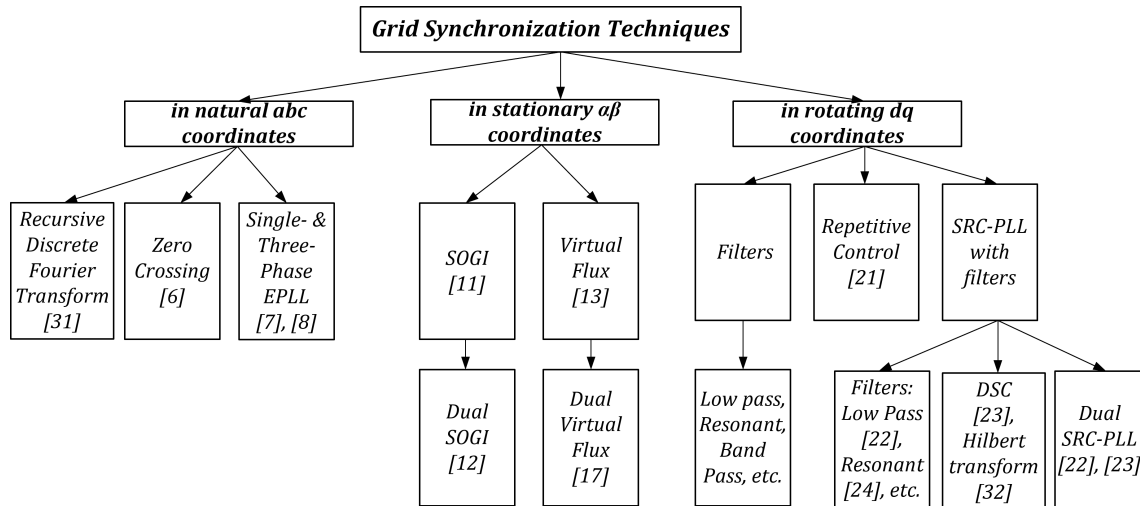 Grid Synchronization Techniques
in natural abc
coordinates
in stationary αβ
coordinates
in rotating dq
coordinates
Recursive
Discrete
Fourier
Transform
[31]
Zero
Crossing
[6]
Single- &
Three-
Phase
EPLL
[7], [8]
SOGI
[11]
Virtual
Flux
[13]
Filters
Repetitive
Control
[21]
SRC-PLL
with
filters
Dual
SOGI
[12]
Dual
Virtual
Flux
[17]
Low pass,
Resonant,
Band
Pass, etc.
Filters:
Low Pass
[22],
Resonant
[24], etc.
DSC
[23],
Hilbert
transform
[32]
Dual
SRC-PLL
[22], [23]